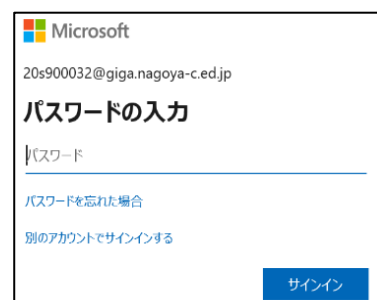 Microsoft
20s900032@giga.nagoya-c.ed.jp
パスワードの入力
パスワード
パスワードを忘れた場合
別のアカウントでサインインする
サインイン